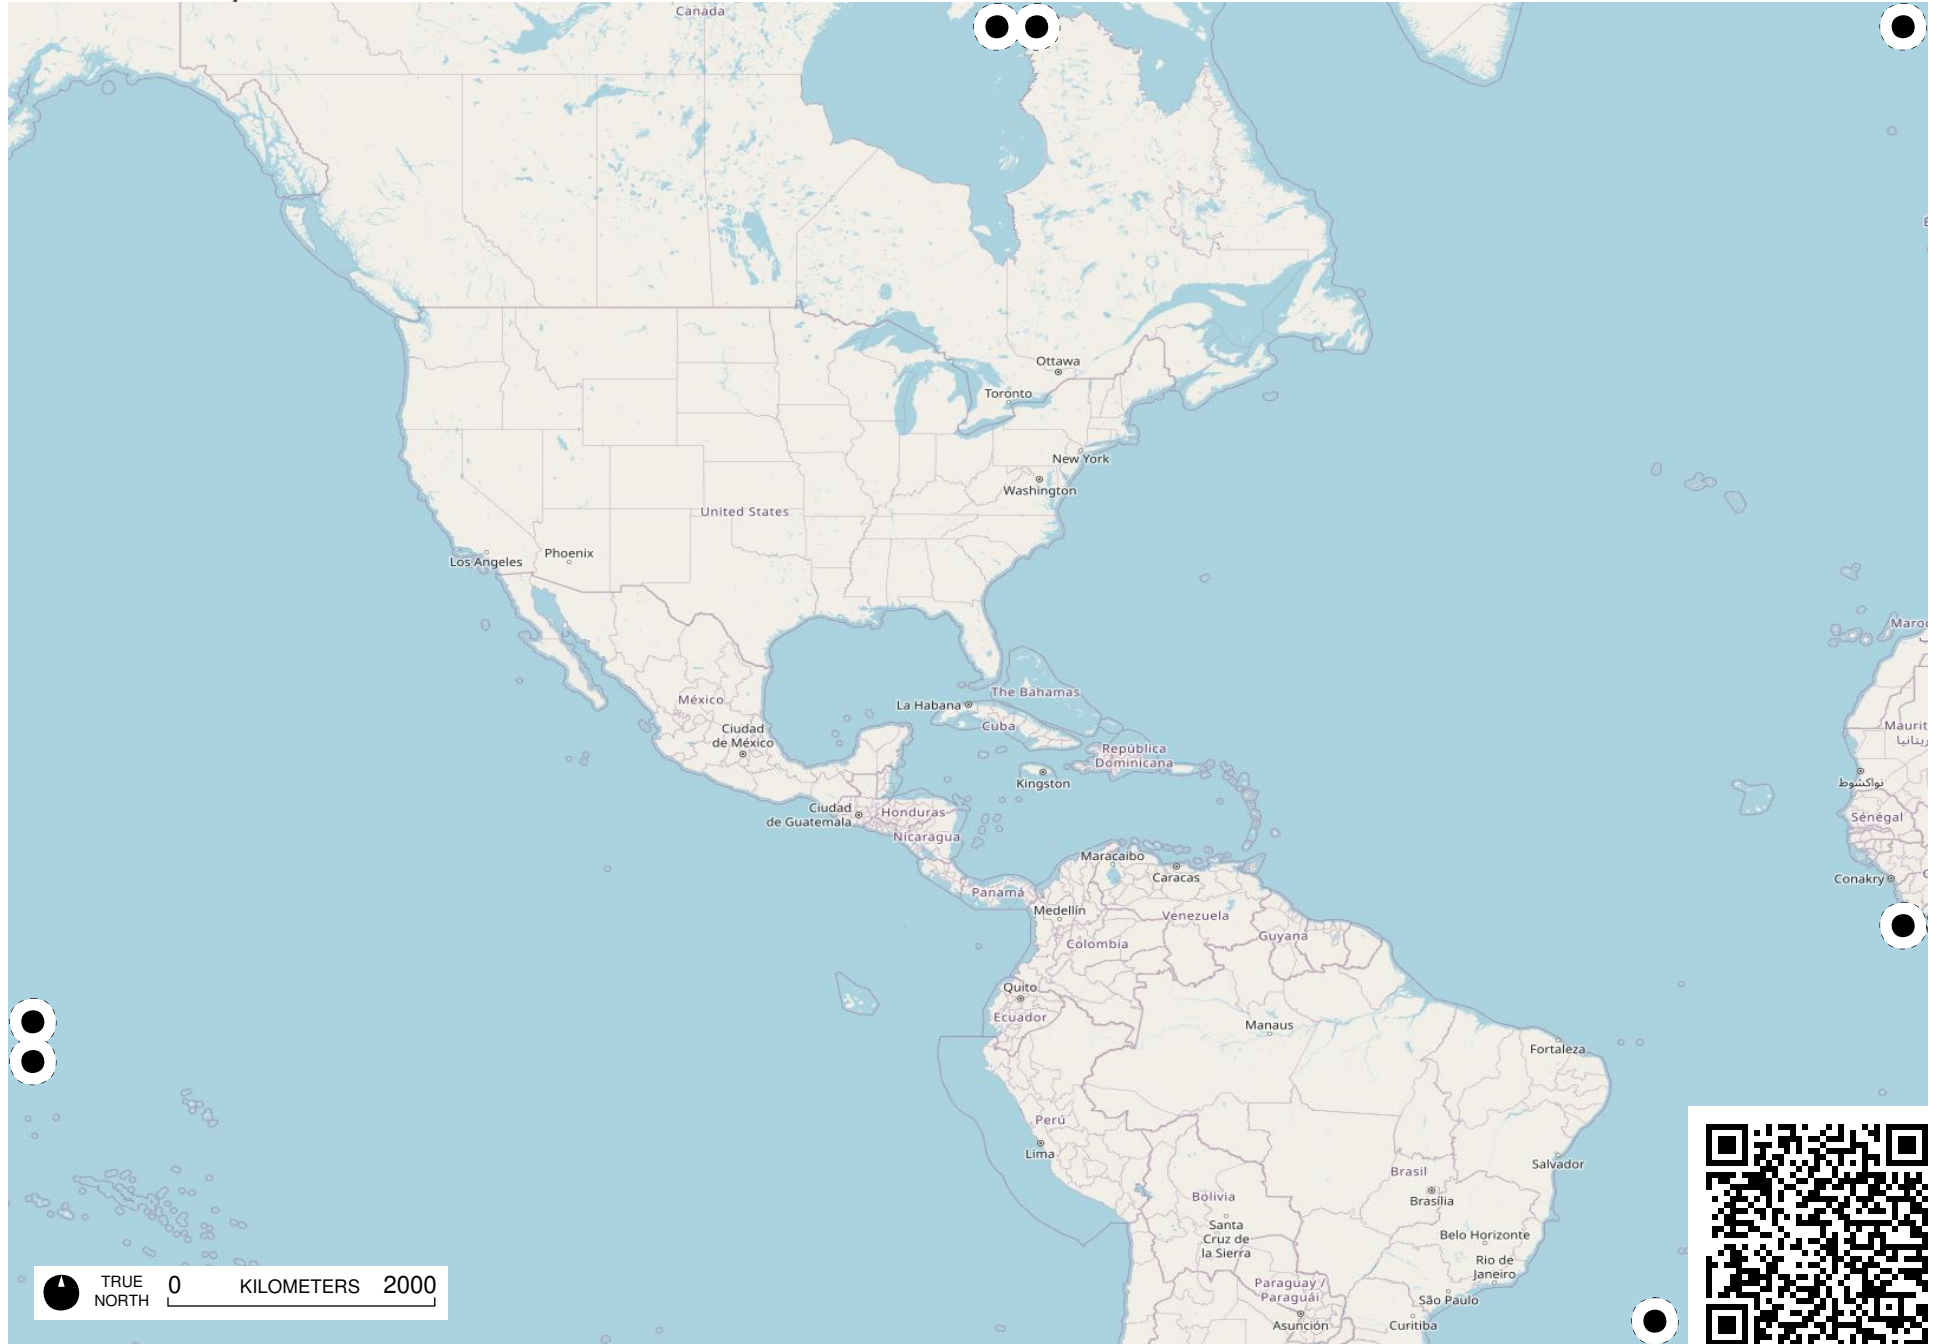 Canada
Ottawa
Toronto
New York
Washington
United States
Los Angeles
Phoenix
México
Ciudad
de México
La Habana
The Bahamas
Cuba
República
Dominicana
Kingston
Ciudad
de Guatemala
Honduras
Nicaragua
Panamá
Maracaibo
Caracas
Medellín
Venezuela
Guyana
Colombia
Quito
Ecuador
Manaus
Fortaleza
Perú
Lima
Salvador
Brasil
Brasília
Bolivia
Santa
Cruz de
la Sierra
Belo Horizonte
Rio de
Janeiro
Paraguay /
Paraguái
São Paulo
Asunción
Curitiba
Maroc
Maurit
نواكشوط
Sénégal
Conakry
TRUE
NORTH
0 KILOMETERS 2000